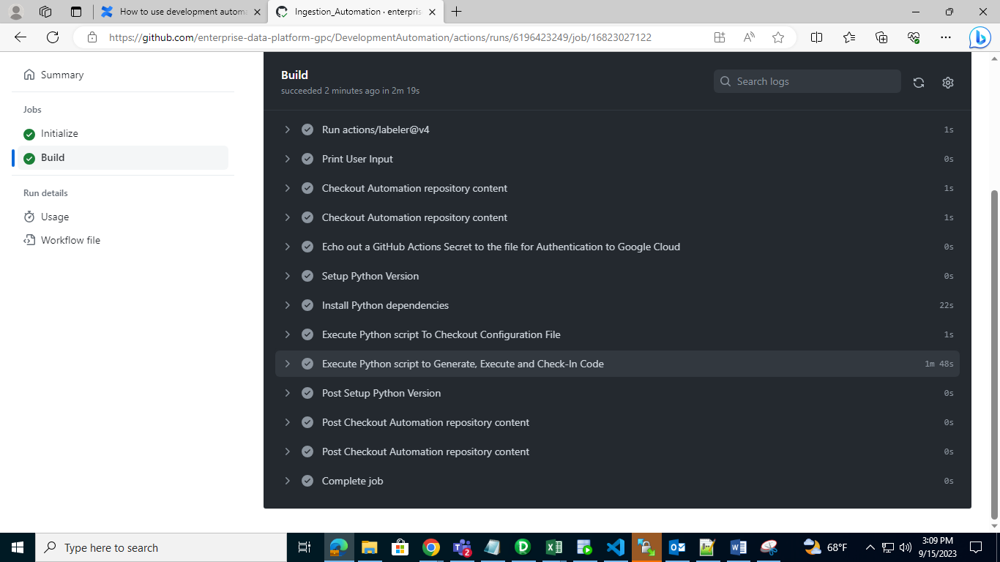 How to use development automa
Ingestion_Automation · enterpris
https://github.com/enterprise-data-platform-gpc/DevelopmentAutomation/actions/runs/6196423249/job/16823027122
Summary
Jobs
Initialize
Build
Run details
Usage
Workflow file
Build
succeeded 2 minutes ago in 2m 19s
Search logs
Run actions/labeler@v4 1s
Print User Input 0s
Checkout Automation repository content 1s
Checkout Automation repository content 1s
Echo out a GitHub Actions Secret to the file for Authentication to Google Cloud 0s
Setup Python Version 0s
Install Python dependencies 22s
Execute Python script To Checkout Configuration File 1s
Execute Python script to Generate, Execute and Check-In Code 1m 48s
Post Setup Python Version 0s
Post Checkout Automation repository content 0s
Post Checkout Automation repository content 0s
Complete job 0s
Type here to search
2
68°F
3:09 PM
9/15/2023